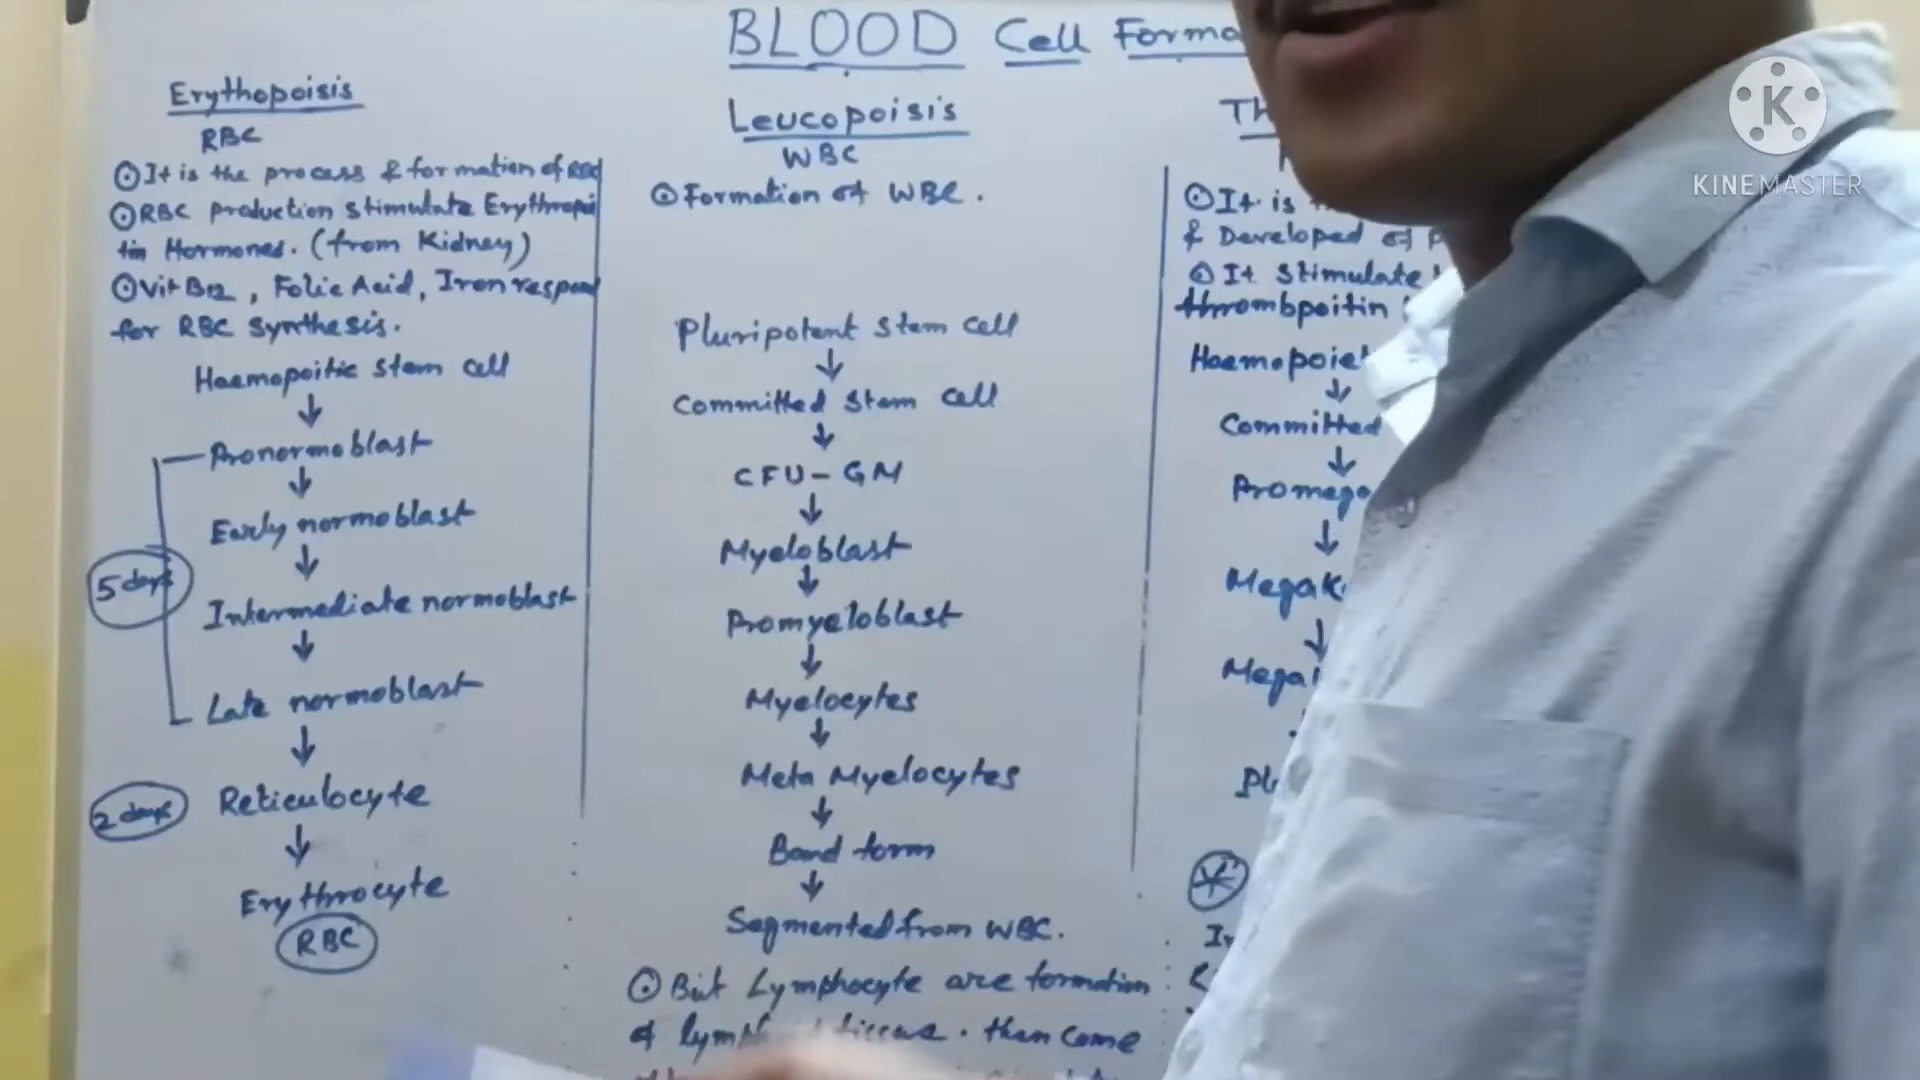 BLOOD Cell Forma
Erythopoisis
RBC
It is the process & formation of RBC
RBC production stimulate Erythropoi
tin Hormones. (from Kidney)
Vit B12, Folic Acid, Iron respon
for RBC Synthesis.
Haemopoitic stem cell
Pronormoblast
Early normoblast
Intermediate normoblast
Late normoblast
5 days
Reticulocyte
2 days
Erythrocyte
RBC
Leucopoisis
WBC
Formation of WBC.
Pluripotent stem cell
Committed stem cell
CFU-GM
Myeloblast
Promyeloblast
Myelocytes
Meta Myelocytes
Band form
Segmented from WBC.
But Lymphocyte are formation
of tissue. then come
Th
It is
& Developed of P
It stimulate
thrombpoitin
Haemopoiet
Committed
Promega
Megak
Mega
Pl
KINEMASTER